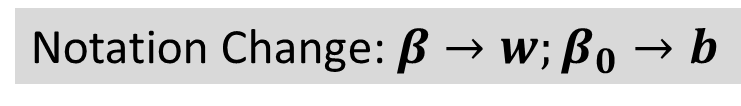 Notation Change: β → w; β₀ → b